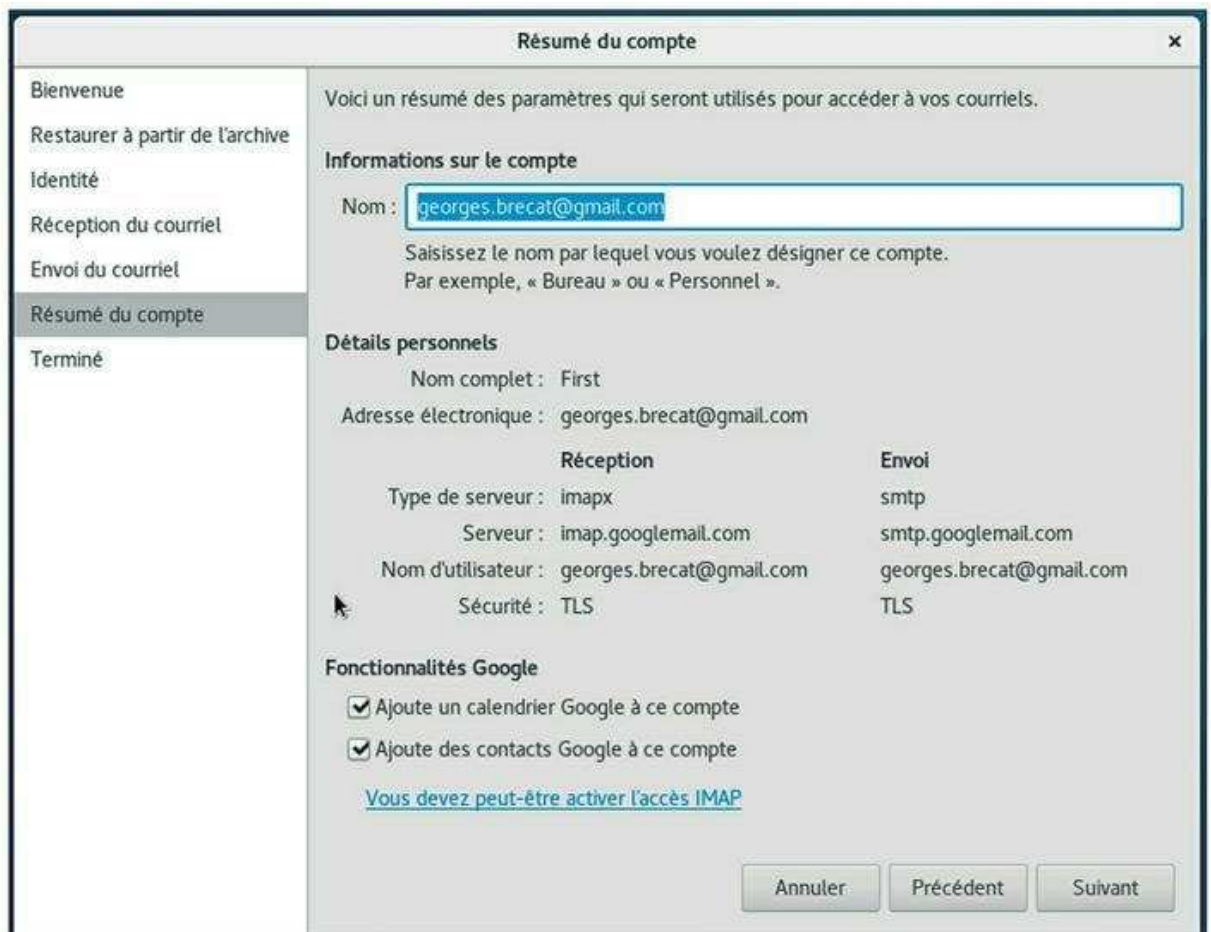 Résumé du compte
Bienvenue
Restaurer à partir de l'archive
Identité
Réception du courriel
Envoi du courriel
Résumé du compte
Terminé
Voici un résumé des paramètres qui seront utilisés pour accéder à vos courriels.
Informations sur le compte
Nom : georges.brecat@gmail.com
Saisissez le nom par lequel vous voulez désigner ce compte.
Par exemple, « Bureau » ou « Personnel ».
Détails personnels
Nom complet : First
Adresse électronique : georges.brecat@gmail.com
Réception Envoi
Type de serveur : imapx smtp
Serveur : imap.googlemail.com smtp.googlemail.com
Nom d'utilisateur : georges.brecat@gmail.com georges.brecat@gmail.com
Sécurité : TLS TLS
Fonctionnalités Google
Ajoute un calendrier Google à ce compte
Ajoute des contacts Google à ce compte
Vous devez peut-être activer l'accès IMAP
Annuler Précédent Suivant